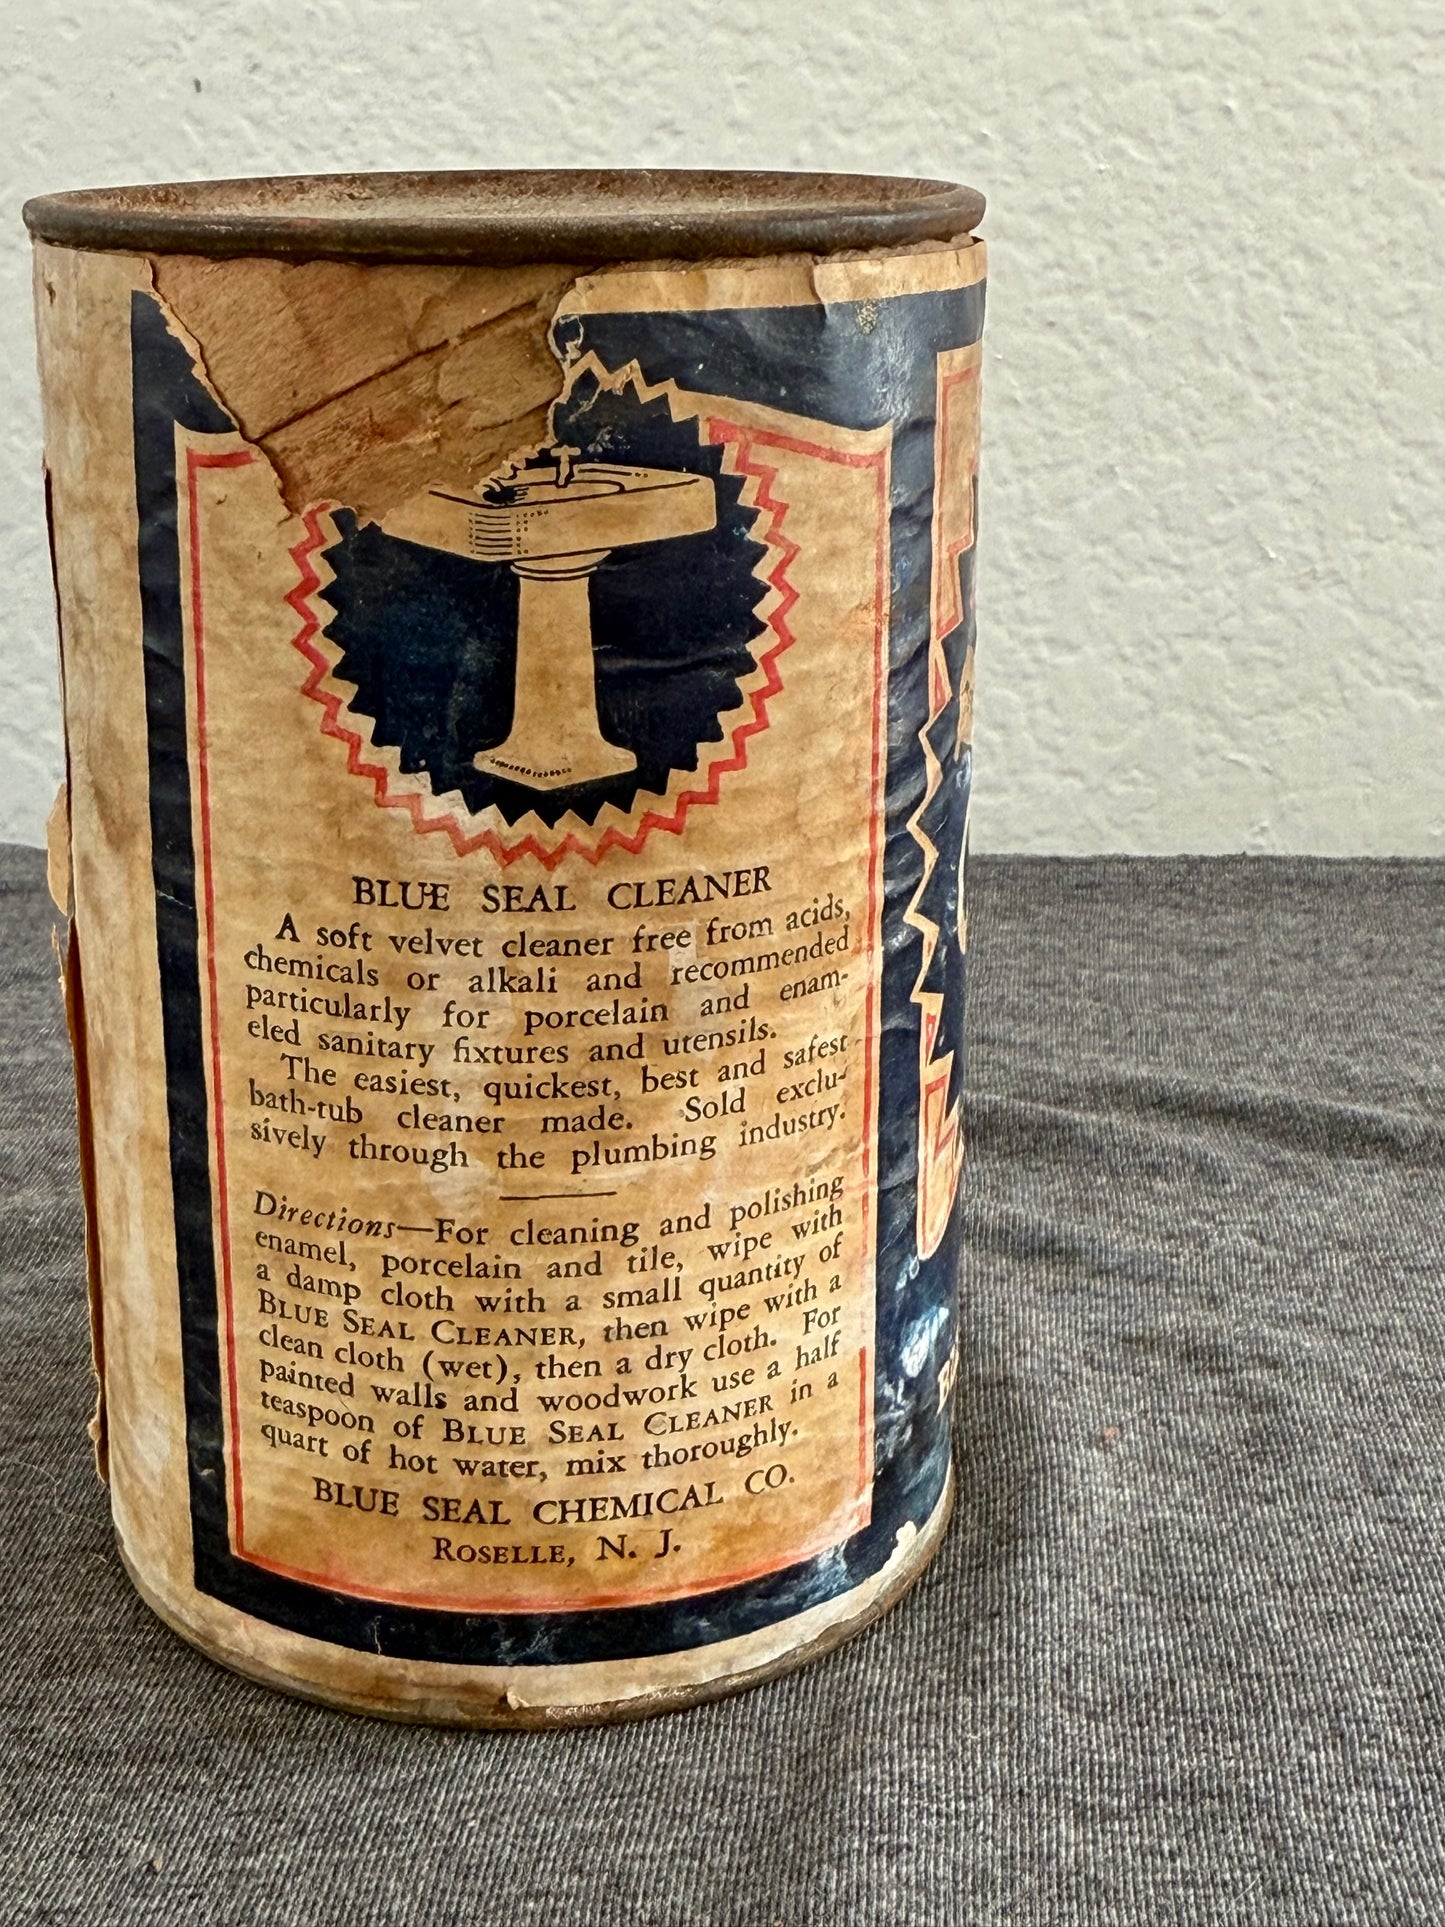 BLUE SEAL CLEANER
A soft velvet cleaner free from acids,
chemicals or alkali and recommended
particularly for porcelain and enam-
eled sanitary fixtures and utensils.
The easiest, quickest, best and safest
bath-tub cleaner made. Sold exclu-
sively through the plumbing industry.
Directions—For cleaning and polishing
enamel, porcelain and tile, wipe with
a damp cloth with a small quantity of
BLUE SEAL CLEANER, then wipe with a
clean cloth (wet), then a dry cloth. For
painted walls and woodwork use a half
teaspoon of BLUE SEAL CLEANER in a
quart of hot water, mix thoroughly.
BLUE SEAL CHEMICAL CO.
ROSELLE, N. J.